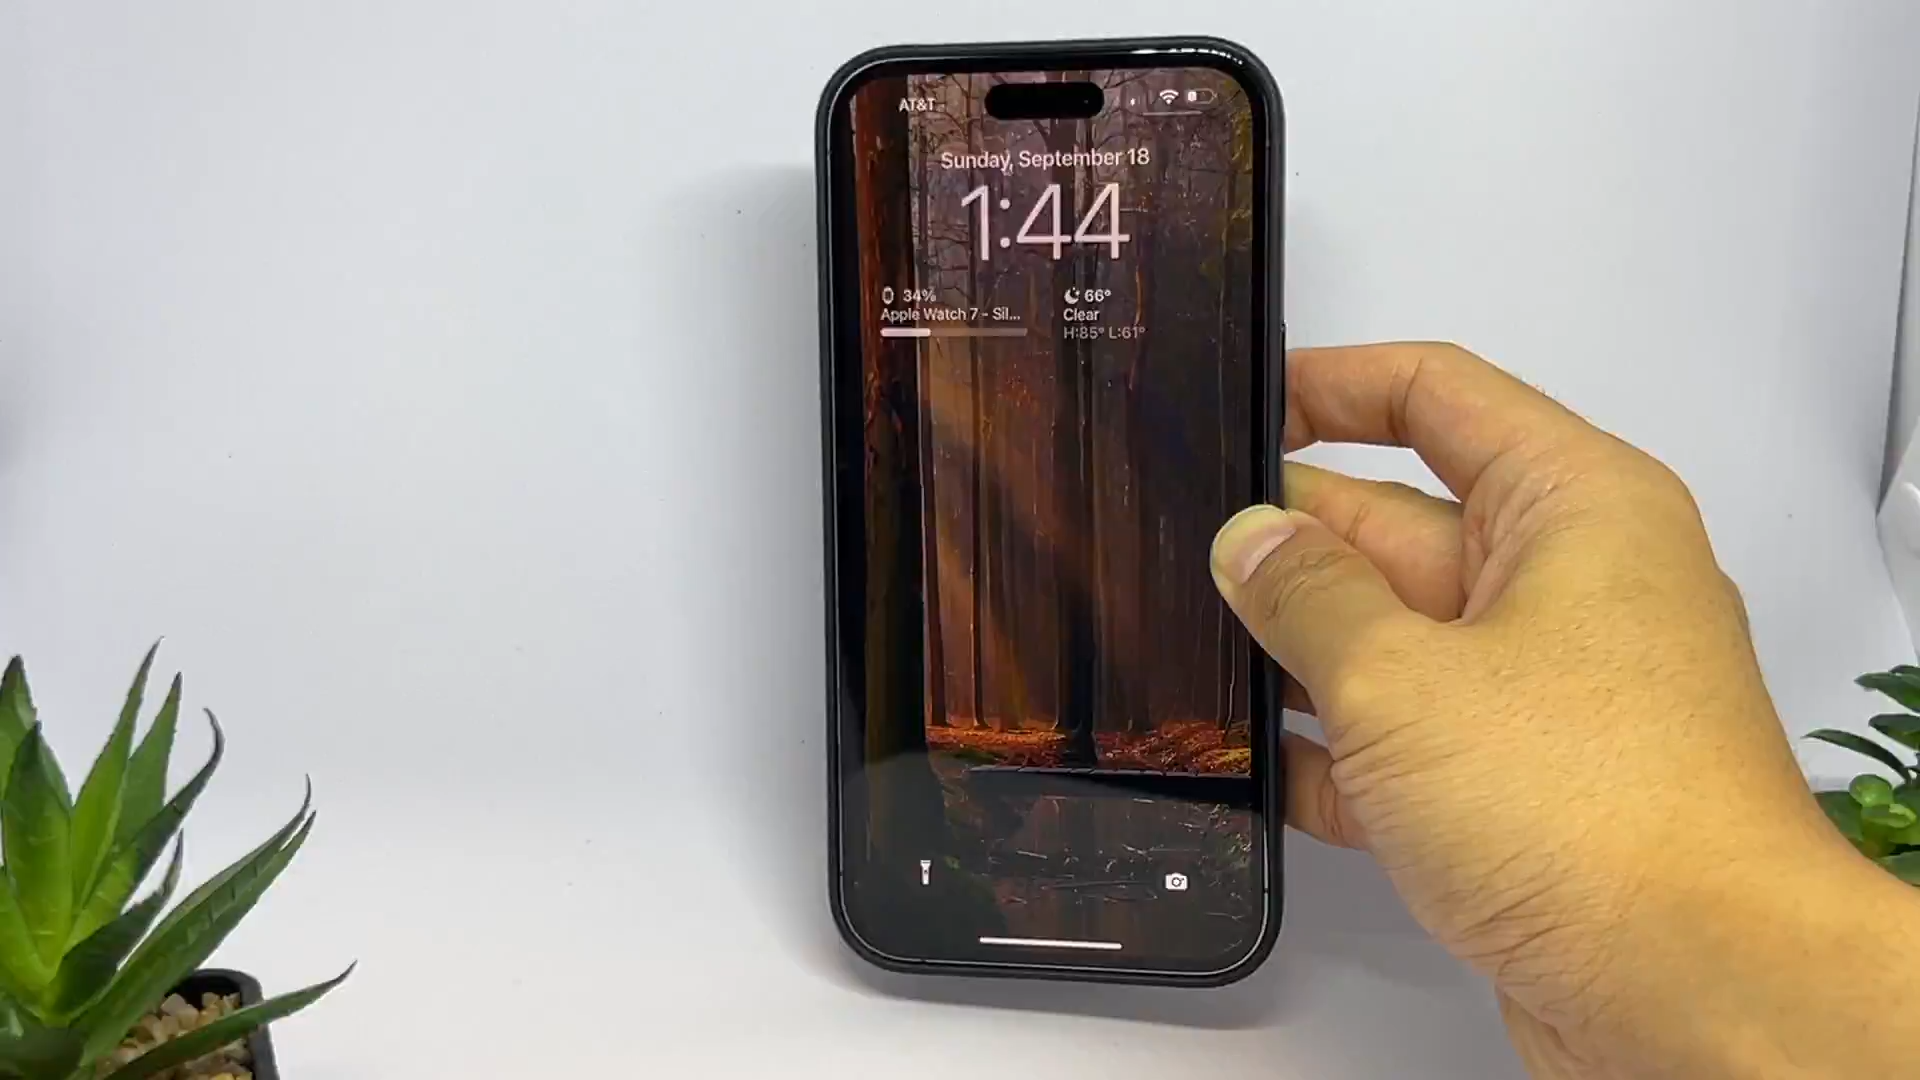 AT&T
Sunday, September 18
1:44
34%
Apple Watch 7 - Sil...
66°
Clear
H:85° L:61°